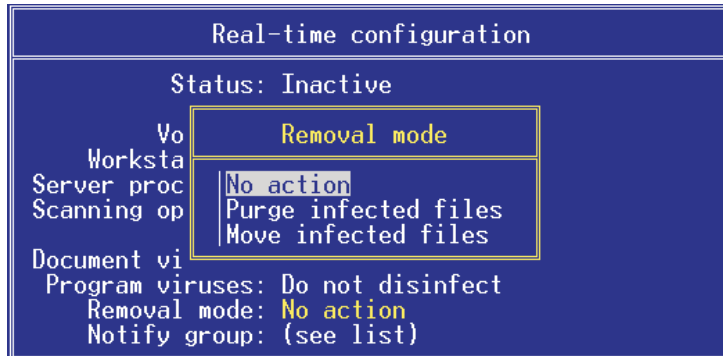 Real-time configuration
Status: Inactive
Vo
Removal mode
Worksta
Server proc
No action
Scanning op
Purge infected files
Move infected files
Document vi
Program viruses: Do not disinfect
Removal mode: No action
Notify group: (see list)